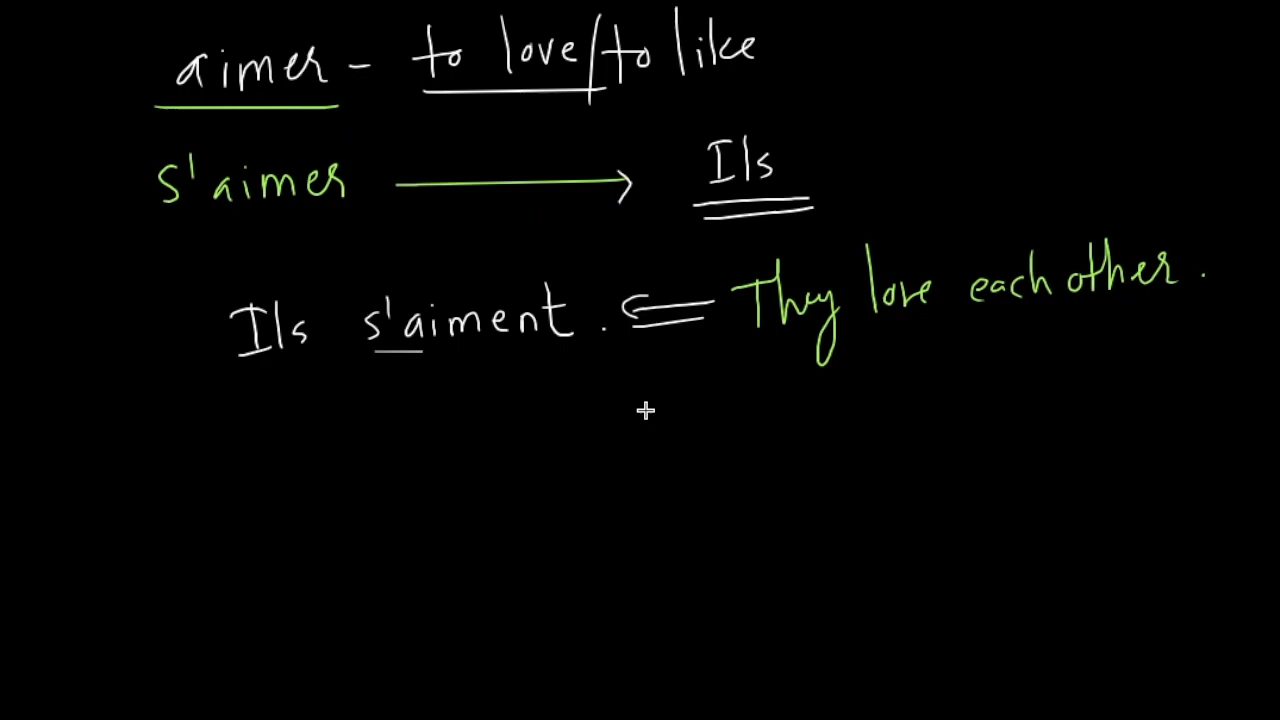 aimer - to love/to like
s'aimer → Ils
Ils s'aiment. ⇐ They love each other.